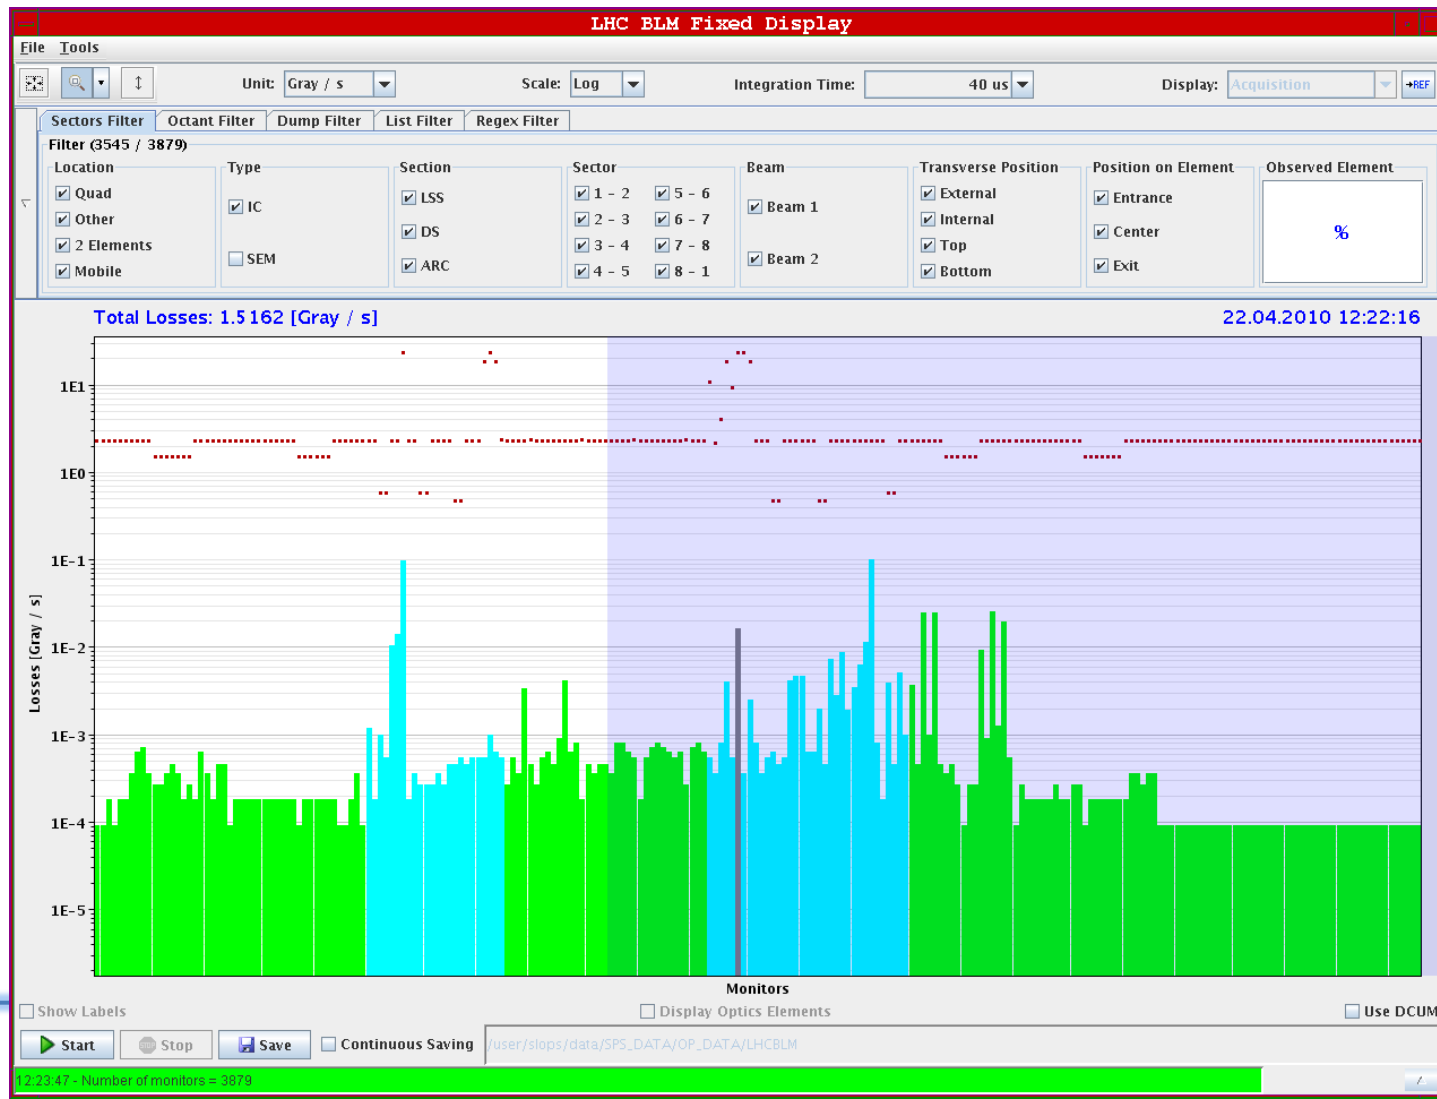 LHC BLM Fixed Display
File Tools
Unit: Gray / s Scale: Log Integration Time: 40 us Display: Acquisition →REF
Sectors Filter Octant Filter Dump Filter List Filter Regex Filter
Filter (3545 / 3879)
Location Type Section Sector Beam Transverse Position Position on Element Observed Element
Quad IC LSS 1 - 2 5 - 6 Beam 1 External Entrance %
Other 2 - 3 6 - 7 Internal
2 Elements SEM DS 3 - 4 7 - 8 Beam 2 Top Center
Mobile ARC 4 - 5 8 - 1 Bottom Exit
Total Losses: 1.5162 [Gray / s] 22.04.2010 12:22:16
1E1
1E0
1E-1
1E-2
1E-3
1E-4
1E-5
Losses [Gray / s]
Monitors
Show Labels Display Optics Elements Use DCUM
Start Stop Save Continuous Saving /user/slops/data/SPS_DATA/OP_DATA/LHCBLM
12:23:47 - Number of monitors = 3879